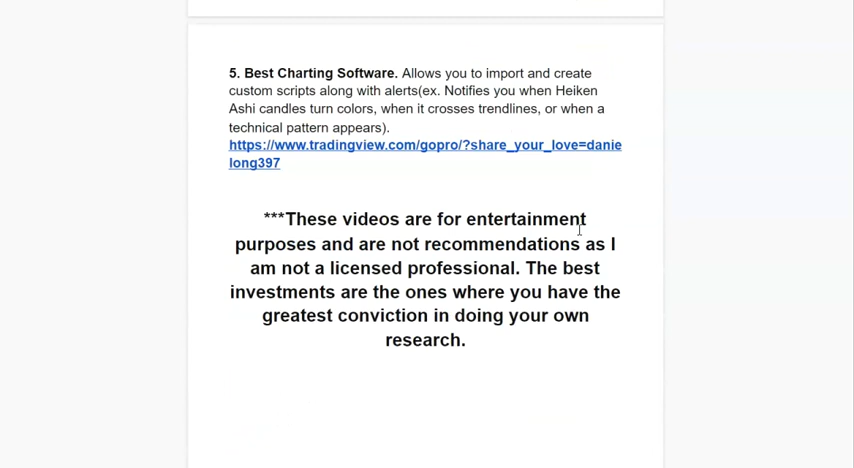 5. Best Charting Software. Allows you to import and create
custom scripts along with alerts(ex. Notifies you when Heiken
Ashi candles turn colors, when it crosses trendlines, or when a
technical pattern appears).
https://www.tradingview.com/gopro/?share_your_love=danie
long397
***These videos are for entertainment
purposes and are not recommendations as I
am not a licensed professional. The best
investments are the ones where you have the
greatest conviction in doing your own
research.